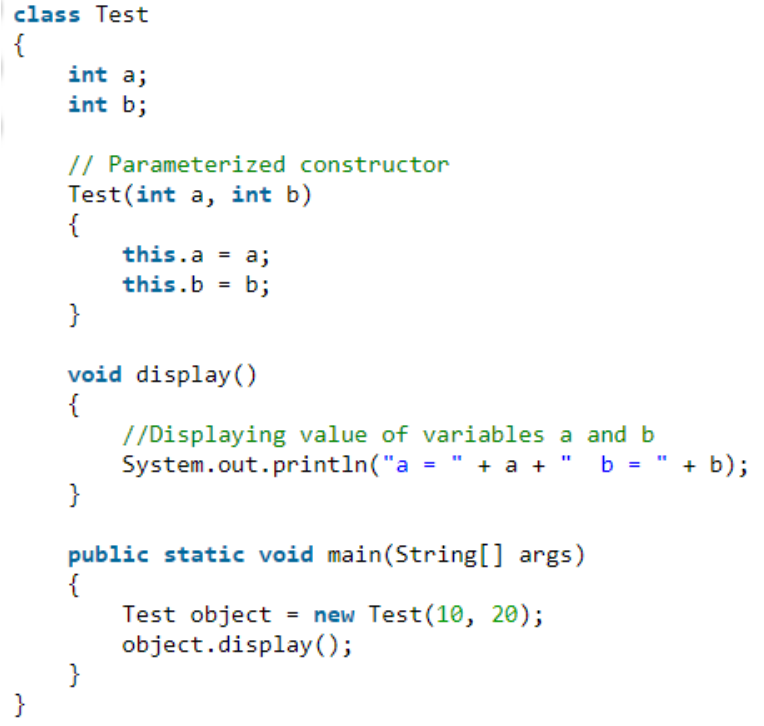 class Test
{
    int a;
    int b;

    // Parameterized constructor
    Test(int a, int b)
    {
        this.a = a;
        this.b = b;
    }

    void display()
    {
        //Displaying value of variables a and b
        System.out.println("a = " + a + "  b = " + b);
    }

    public static void main(String[] args)
    {
        Test object = new Test(10, 20);
        object.display();
    }
}